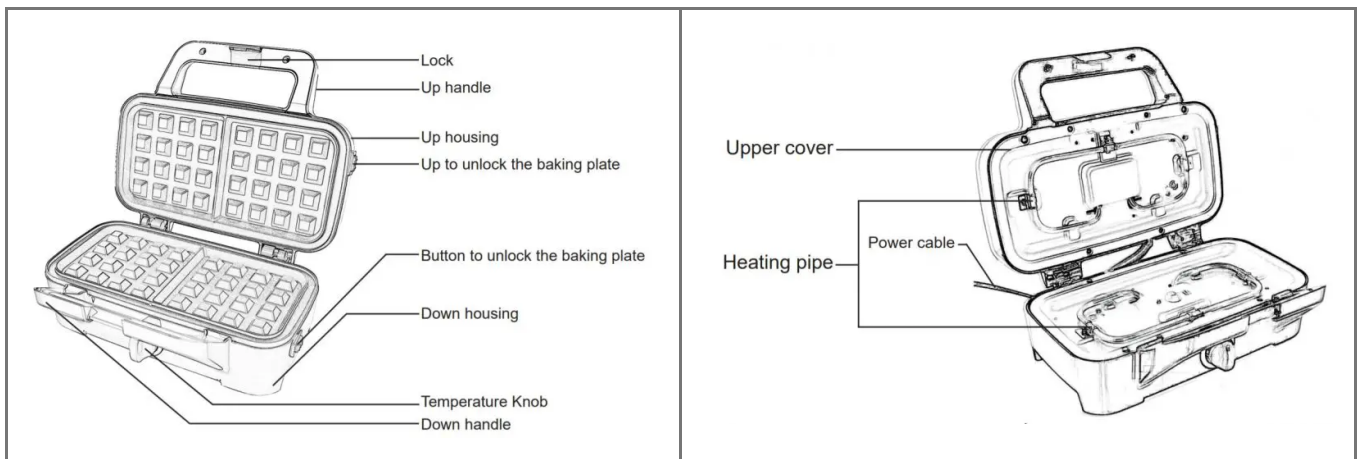 Lock
Up handle
Up housing
Up to unlock the baking plate
Button to unlock the baking plate
Down housing
Temperature Knob
Down handle
Upper cover
Power cable
Heating pipe